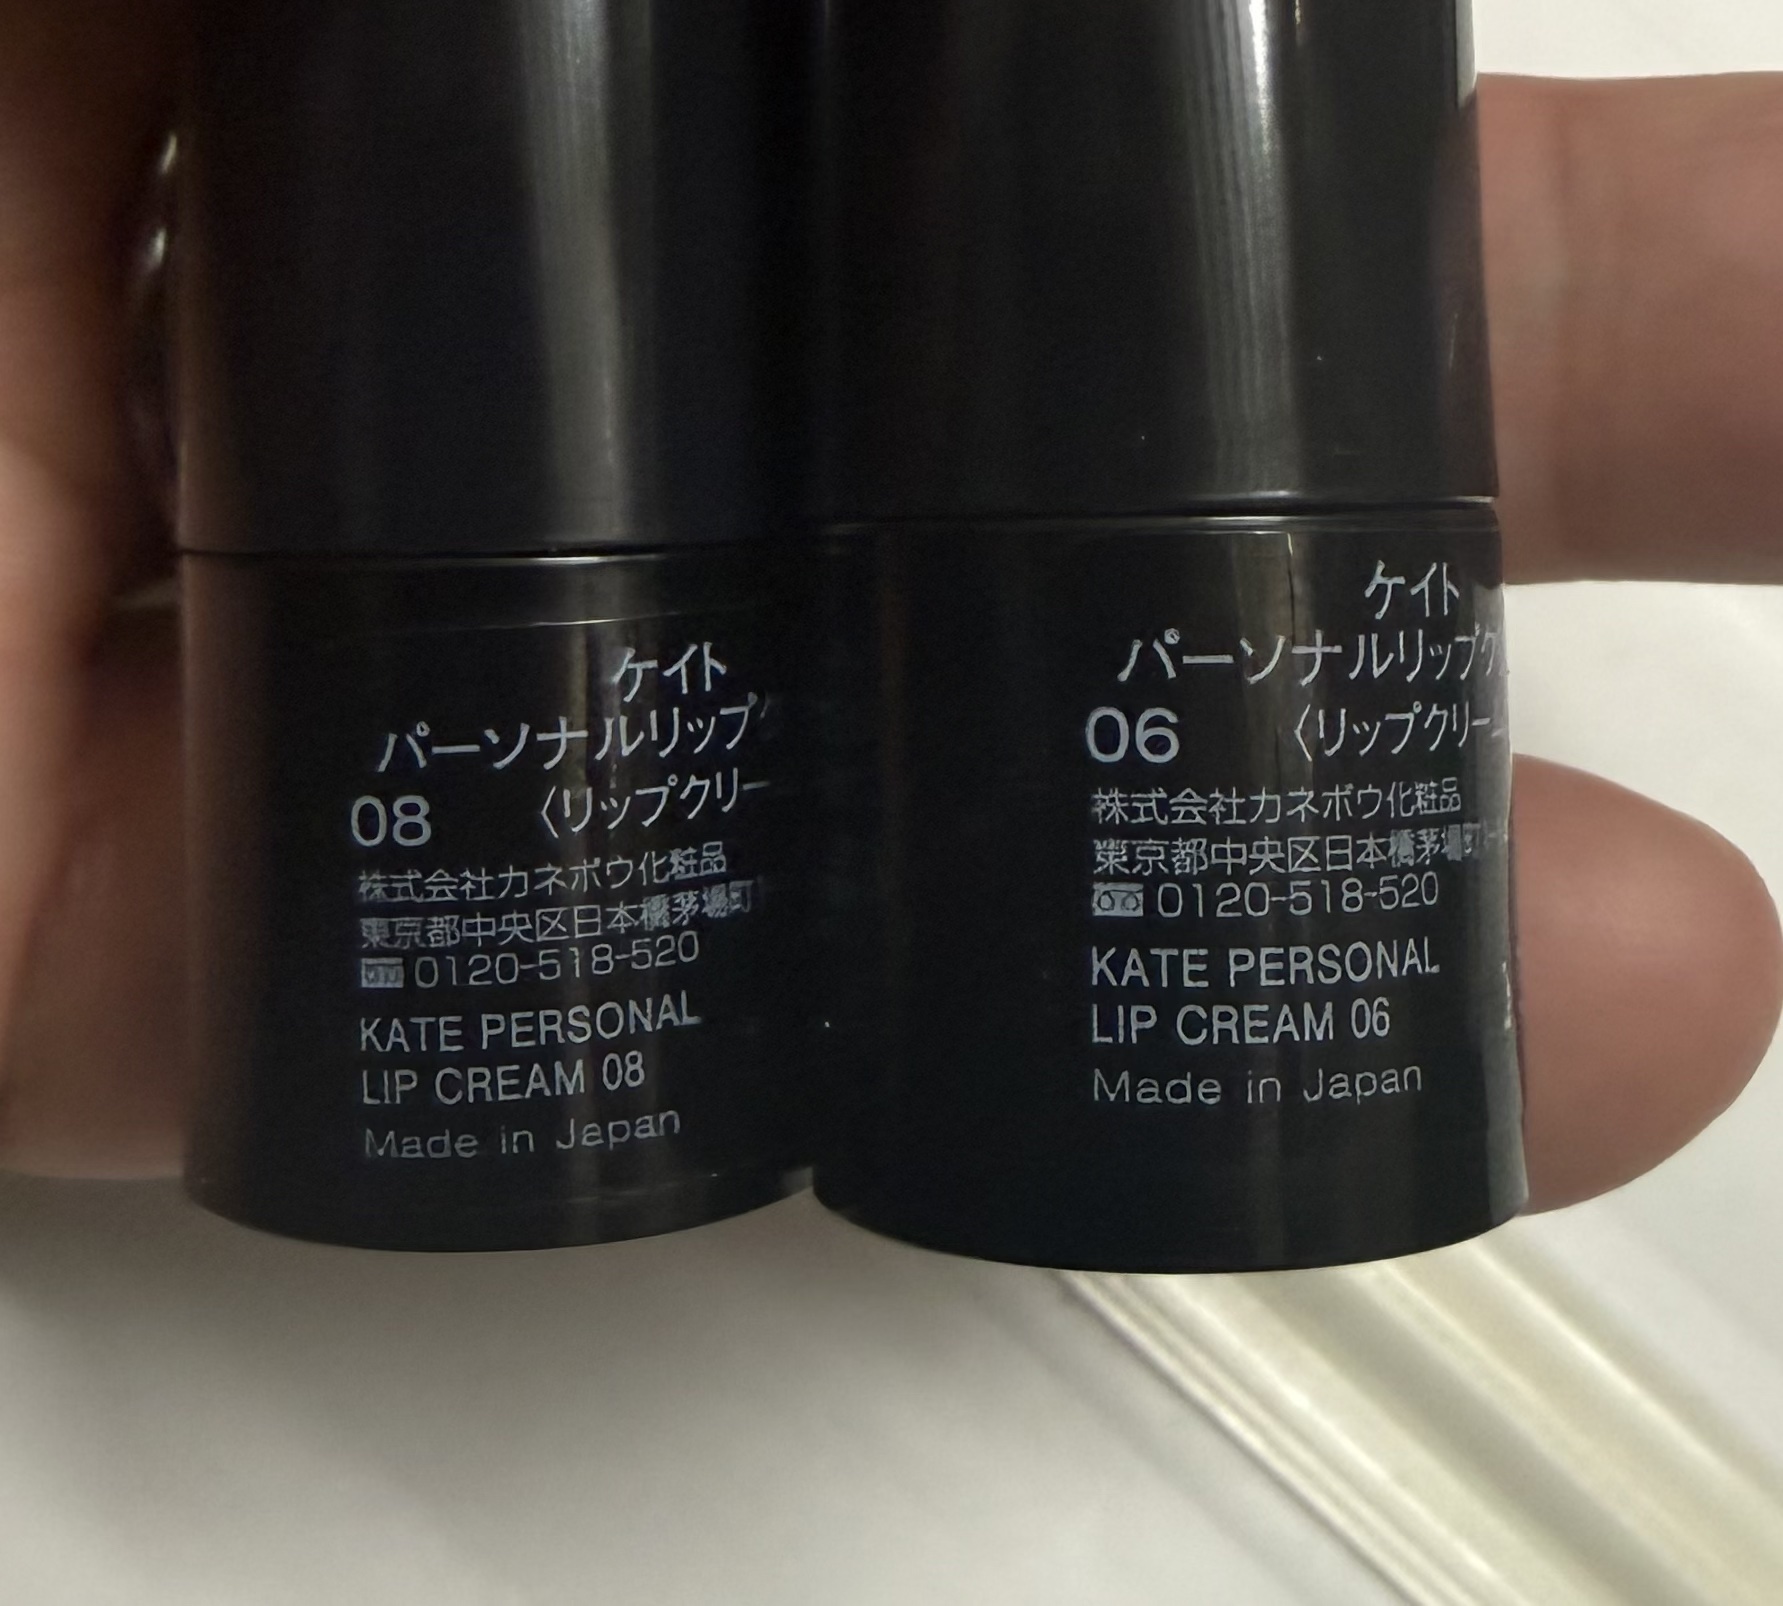 ケイト
パーソナルリップ
08 〈リップクリー
株式会社カネボウ化粧品
東京都中央区日本橋茅場町
0120-518-520
KATE PERSONAL
LIP CREAM 08
Made in Japan
ケイト
パーソナルリップク
06 〈リップクリー
株式会社カネボウ化粧品
東京都中央区日本橋茅場町
0120-518-520
KATE PERSONAL
LIP CREAM 06
Made in Japan